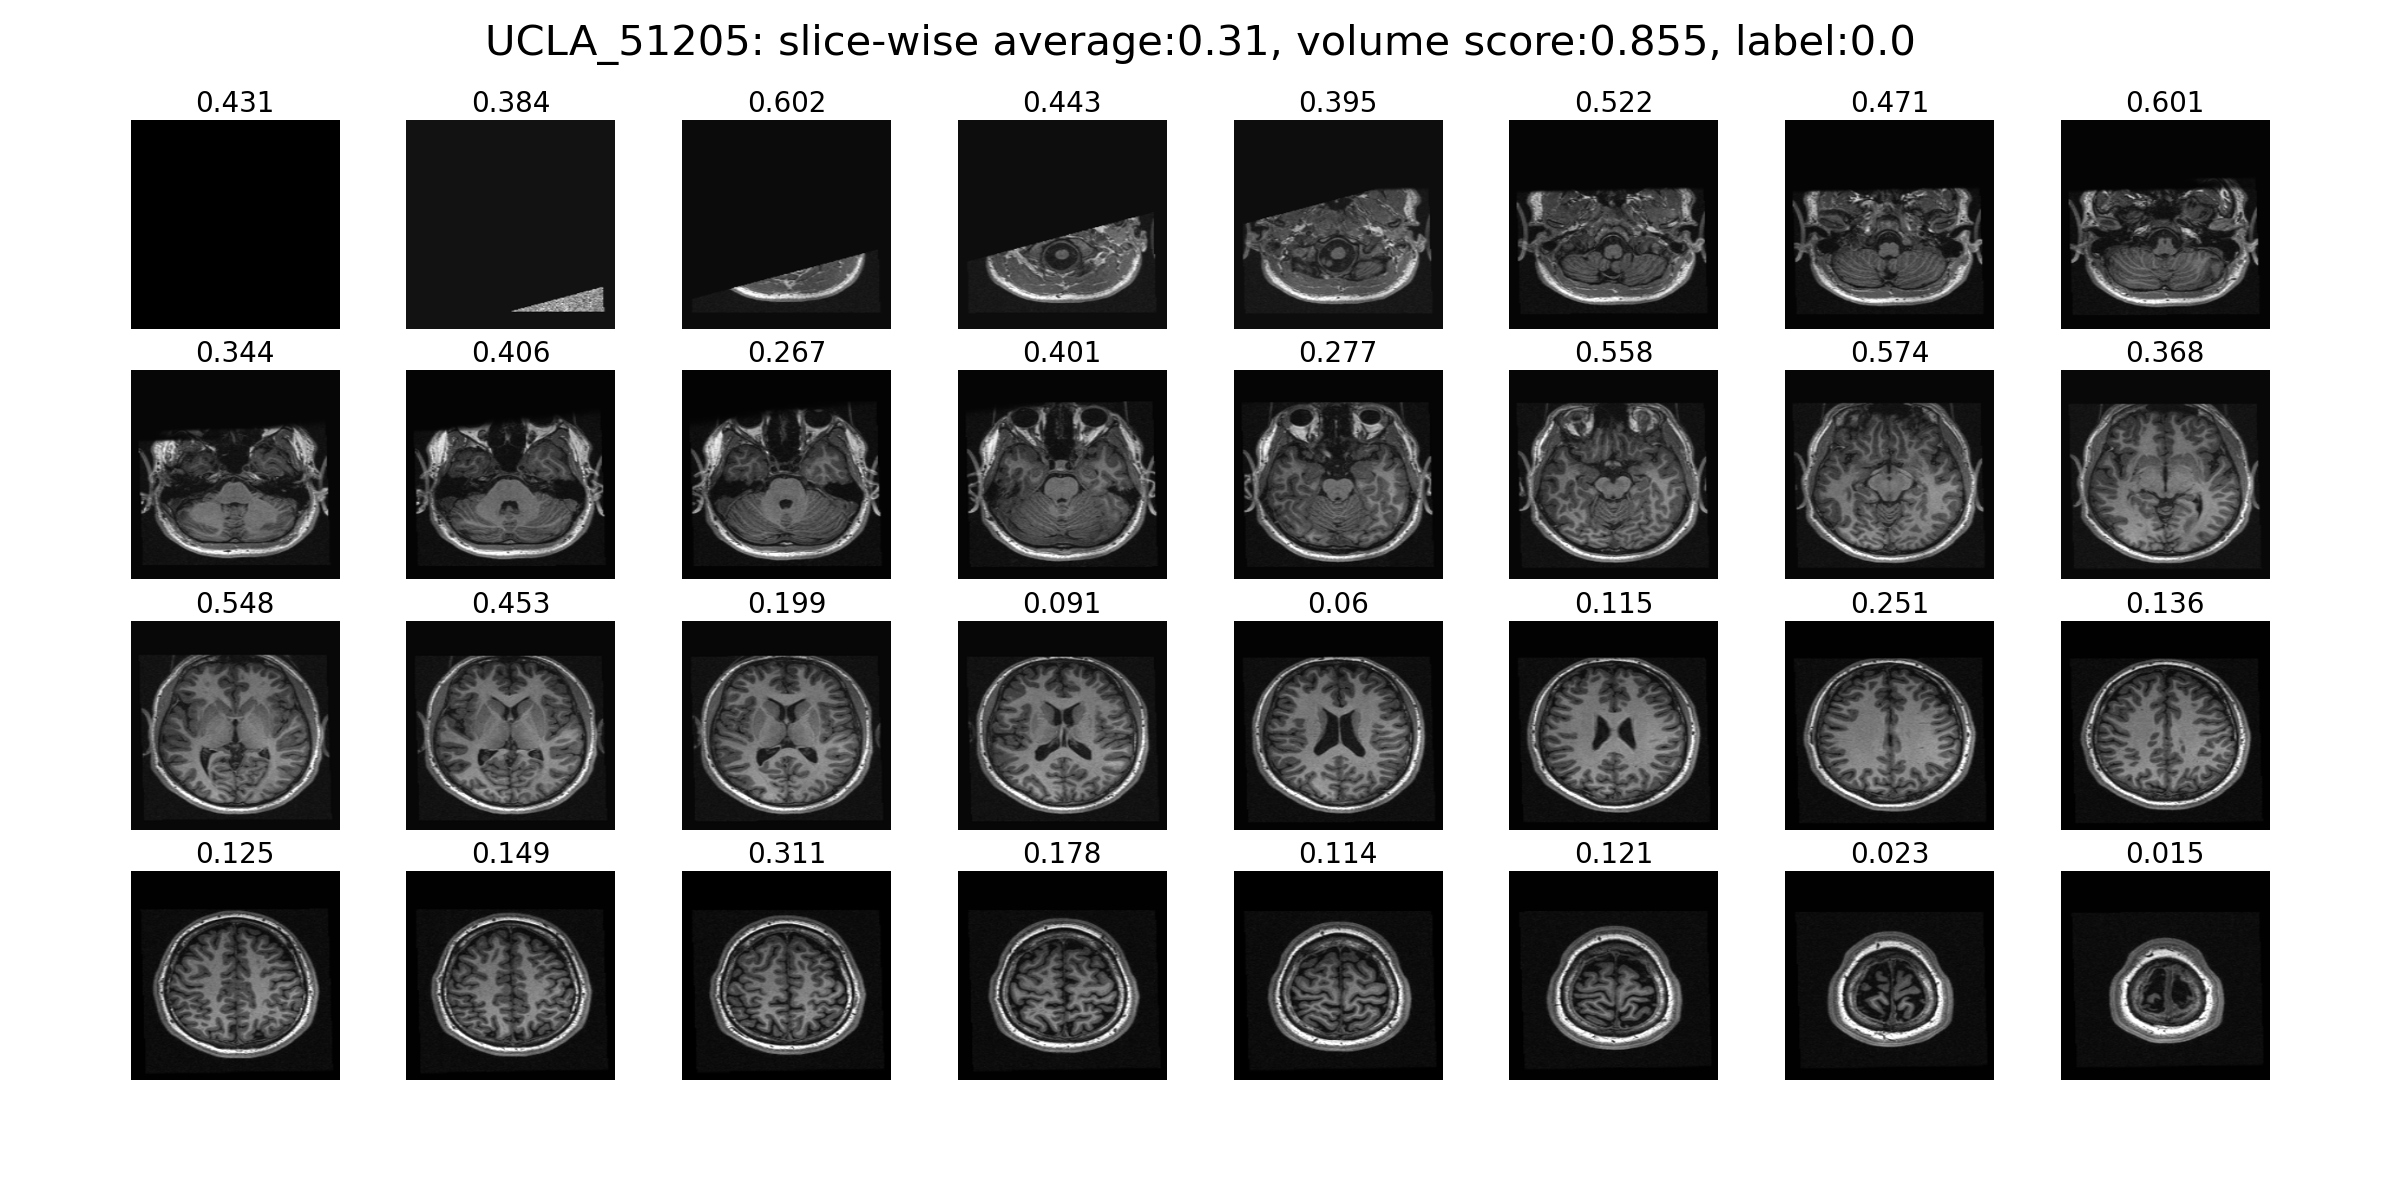 UCLA_51205: slice-wise average:0.31, volume score:0.855, label:0.0
0.431 0.384 0.602 0.443 0.395 0.522 0.471 0.601
0.344 0.406 0.267 0.401 0.277 0.558 0.574 0.368
0.548 0.453 0.199 0.091 0.06 0.115 0.251 0.136
0.125 0.149 0.311 0.178 0.114 0.121 0.023 0.015